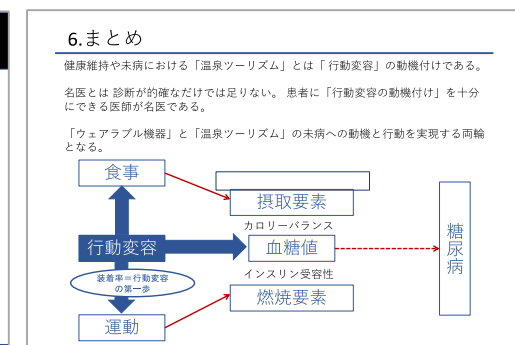 6.まとめ
健康維持や未病における「温泉ツーリズム」とは「 行動変容」の動機付けである。
名医とは 診断が的確なだけでは足りない。 患者に「行動変容の動機付け」を十分
にできる医師が名医である。
「ウェアラブル機器」と「温泉ツーリズム」の未病への動機と行動を実現する両輪
となる。
食事
摂取要素
カロリーバランス
行動変容
血糖値
糖尿病
装着率＝行動変容
の第一歩
インスリン受容性
燃焼要素
運動